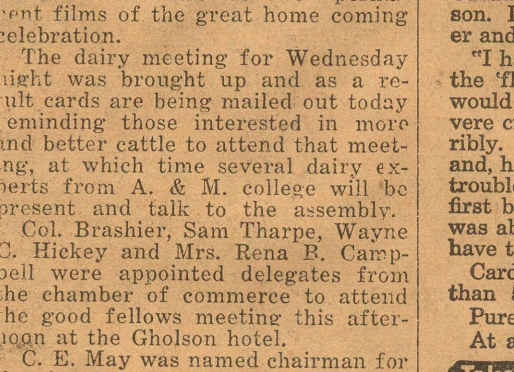 films of the great home coming
celebration.
The dairy meeting for Wednesday
night was brought up and as a re-
sult cards are being mailed out today
reminding those interested in more
and better cattle to attend that meet-
ing, at which time several dairy ex-
perts from A. & M. college will be
present and talk to the assembly.
Col. Brashier, Sam Tharpe, Wayne
C. Hickey and Mrs. Rena B. Camp-
bell were appointed delegates from
the chamber of commerce to attend
the good fellows meeting this after-
noon at the Gholson hotel.
C. E. May was named chairman for
son.
er and
"I h
the 'fl
would
vere c
ribly.
and, h
trouble
first b
was ab
have t
Card
than
Pure
At a